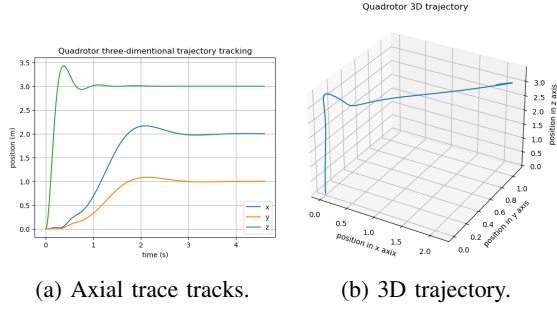 Quadrotor three-dimentional trajectory tracking
3.5
3.0
2.5
2.0
1.5
1.0
0.5
0.0
position (m)
0
1
2
3
4
time (s)
x
y
z
(a) Axial trace tracks.
Quadrotor 3D trajectory
3.0
2.5
2.0
1.5
1.0
0.5
0.0
position in z axis
1.0
0.8
0.6
0.4
0.2
0.0
position in y axis
0.0
0.5
1.0
1.5
2.0
position in x axix
(b) 3D trajectory.